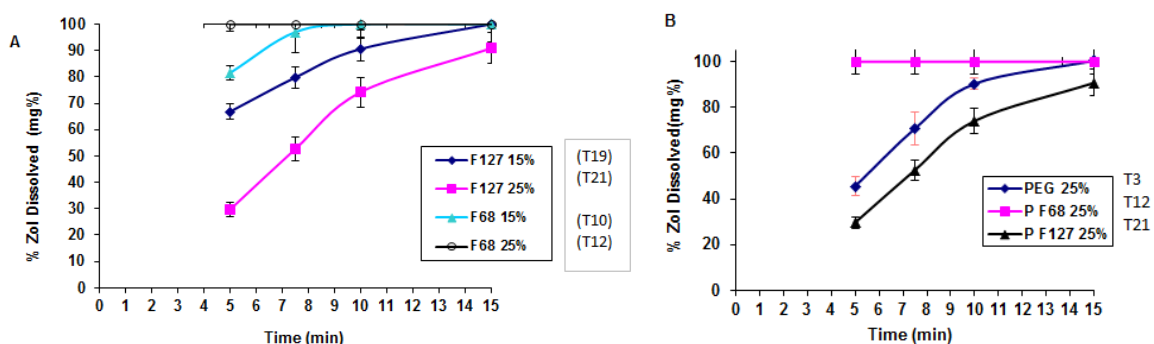 A
% Zol Dissolved (mg%)
100
90
80
70
60
50
40
30
20
10
0
0 1 2 3 4 5 6 7 8 9 10 11 12 13 14 15
Time (min)
F127 15%
F127 25%
F68 15%
F68 25%
(T19)
(T21)
(T10)
(T12)
B
% Zol Dissolved(mg%)
100
80
60
40
20
0
0 1 2 3 4 5 6 7 8 9 10 11 12 13 14 15
Time (min)
PEG 25%
P F68 25%
P F127 25%
T3
T12
T21